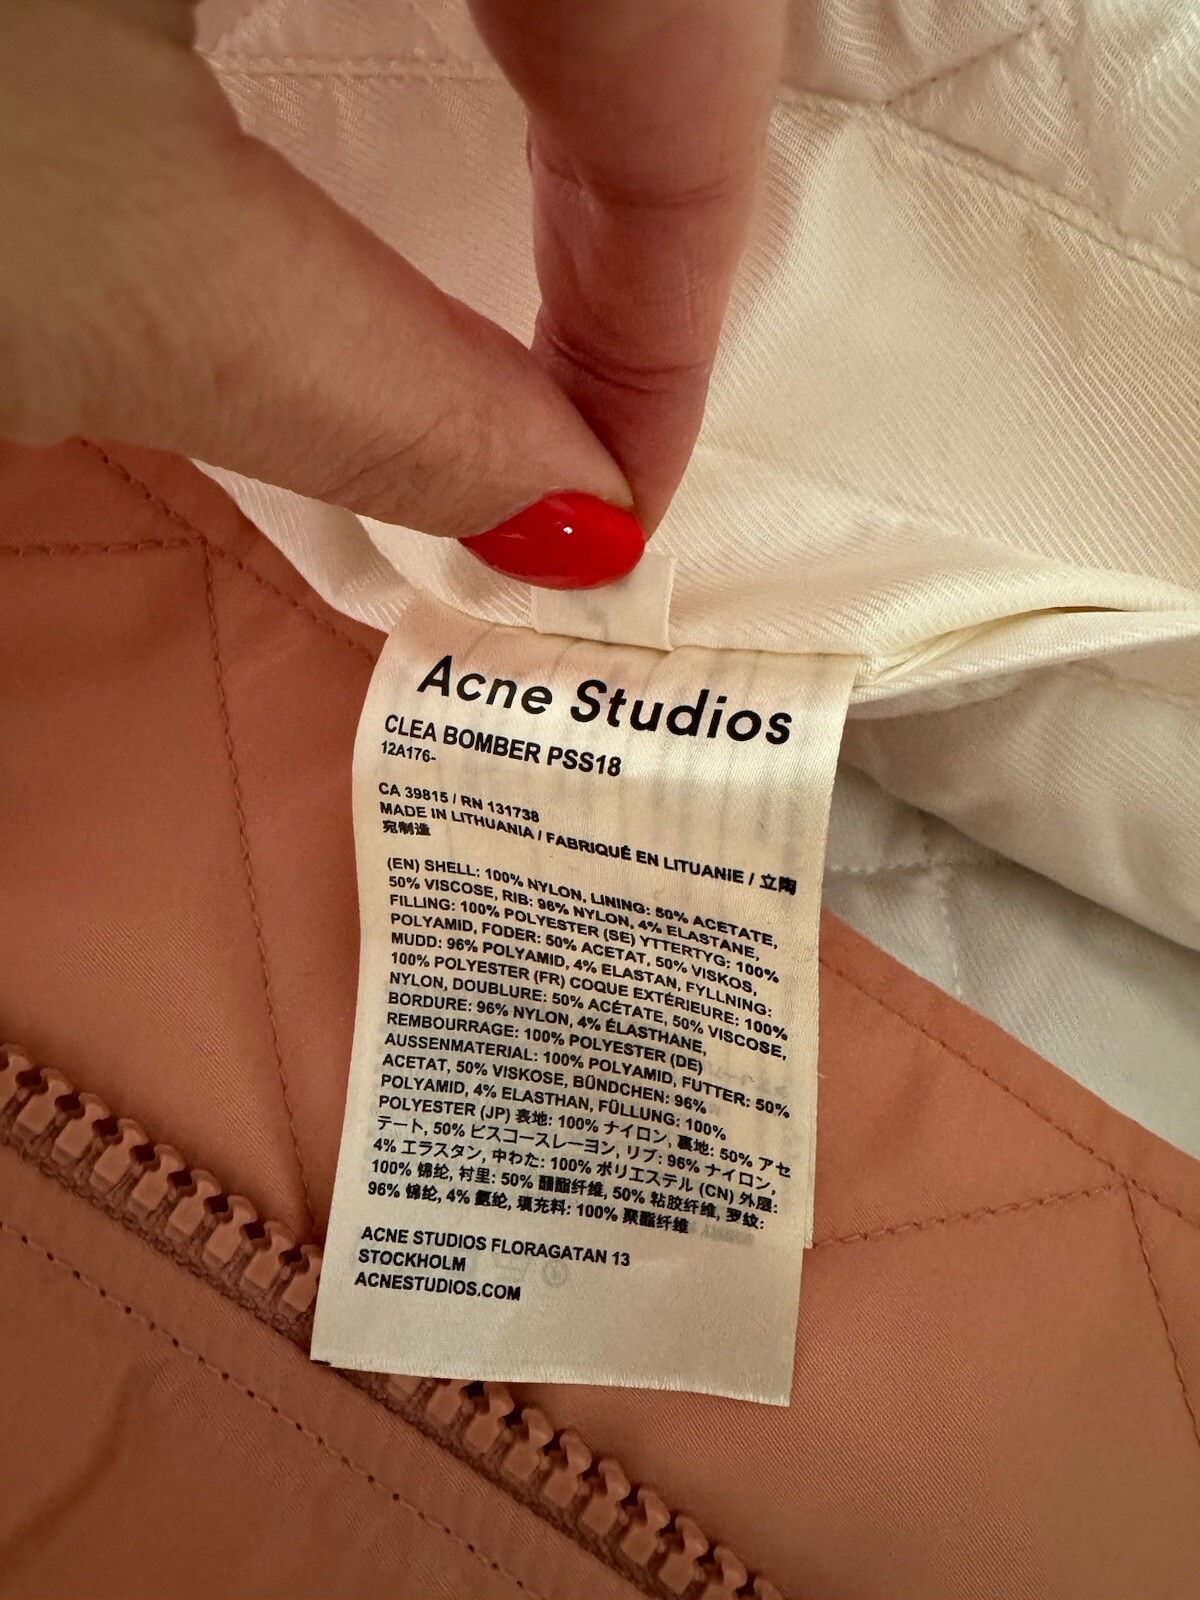 Acne Studios
CLEA BOMBER PSS18
12A176-
CA 39815 / RN 131738
MADE IN LITHUANIA / FABRIQUÉ EN LITUANIE / 立陶
宛制造
(EN) SHELL: 100% NYLON, LINING: 50% ACETATE,
50% VISCOSE, RIB: 96% NYLON, 4% ELASTANE,
FILLING: 100% POLYESTER (SE) YTTERTYG: 100%
POLYAMID, FODER: 50% ACETAT, 50% VISKOS,
MUDD: 96% POLYAMID, 4% ELASTAN, FYLLNING:
100% POLYESTER (FR) COQUE EXTÉRIEURE: 100%
NYLON, DOUBLURE: 50% ACÉTATE, 50% VISCOSE,
BORDURE: 96% NYLON, 4% ÉLASTHANE,
REMBOURRAGE: 100% POLYESTER (DE)
AUSSENMATERIAL: 100% POLYAMID, FUTTER: 50%
ACETAT, 50% VISKOSE, BÜNDCHEN: 96%
POLYAMID, 4% ELASTHAN, FÜLLUNG: 100%
POLYESTER (JP) 表地: 100% ナイロン, 裏地: 50% アセ
テート, 50% ビスコースレーヨン, リブ: 96% ナイロン,
4% エラスタン, 中わた: 100% ポリエステル (CN) 外层:
100% 锦纶, 衬里: 50% 醋酯纤维, 50% 粘胶纤维, 罗纹:
96% 锦纶, 4% 氨纶, 填充料: 100% 聚酯纤维
ACNE STUDIOS FLORAGATAN 13
STOCKHOLM
ACNESTUDIOS.COM